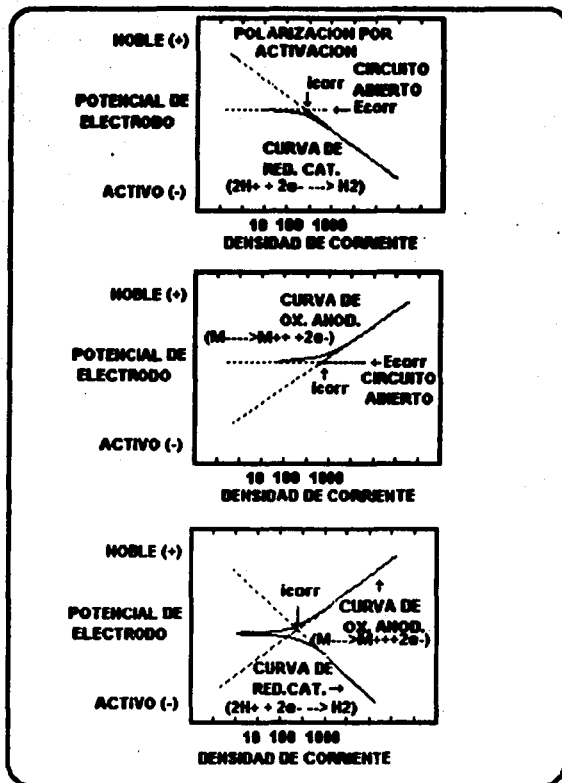 NOBLE (+)
POLARIZACION POR
ACTIVACION
icorr
CIRCUITO
ABIERTO
←Ecorr
POTENCIAL DE
ELECTRODO
CURVA DE
RED. CAT.
(2H+ + 2e- ---> H2)
ACTIVO (-)
10 100 1000
DENSIDAD DE CORRIENTE
NOBLE (+)
CURVA DE
OX. ANOD.
(M---->M++ +2e-)
POTENCIAL DE
ELECTRODO
←Ecorr
icorr
CIRCUITO
ABIERTO
ACTIVO (-)
10 100 1000
DENSIDAD DE CORRIENTE
NOBLE (+)
icorr
POTENCIAL DE
ELECTRODO
CURVA DE
OX. ANOD.
(M--->M+++2e-)
CURVA DE
RED.CAT. →
(2H+ + 2e- ---> H2)
ACTIVO (-)
10 100 1000
DENSIDAD DE CORRIENTE